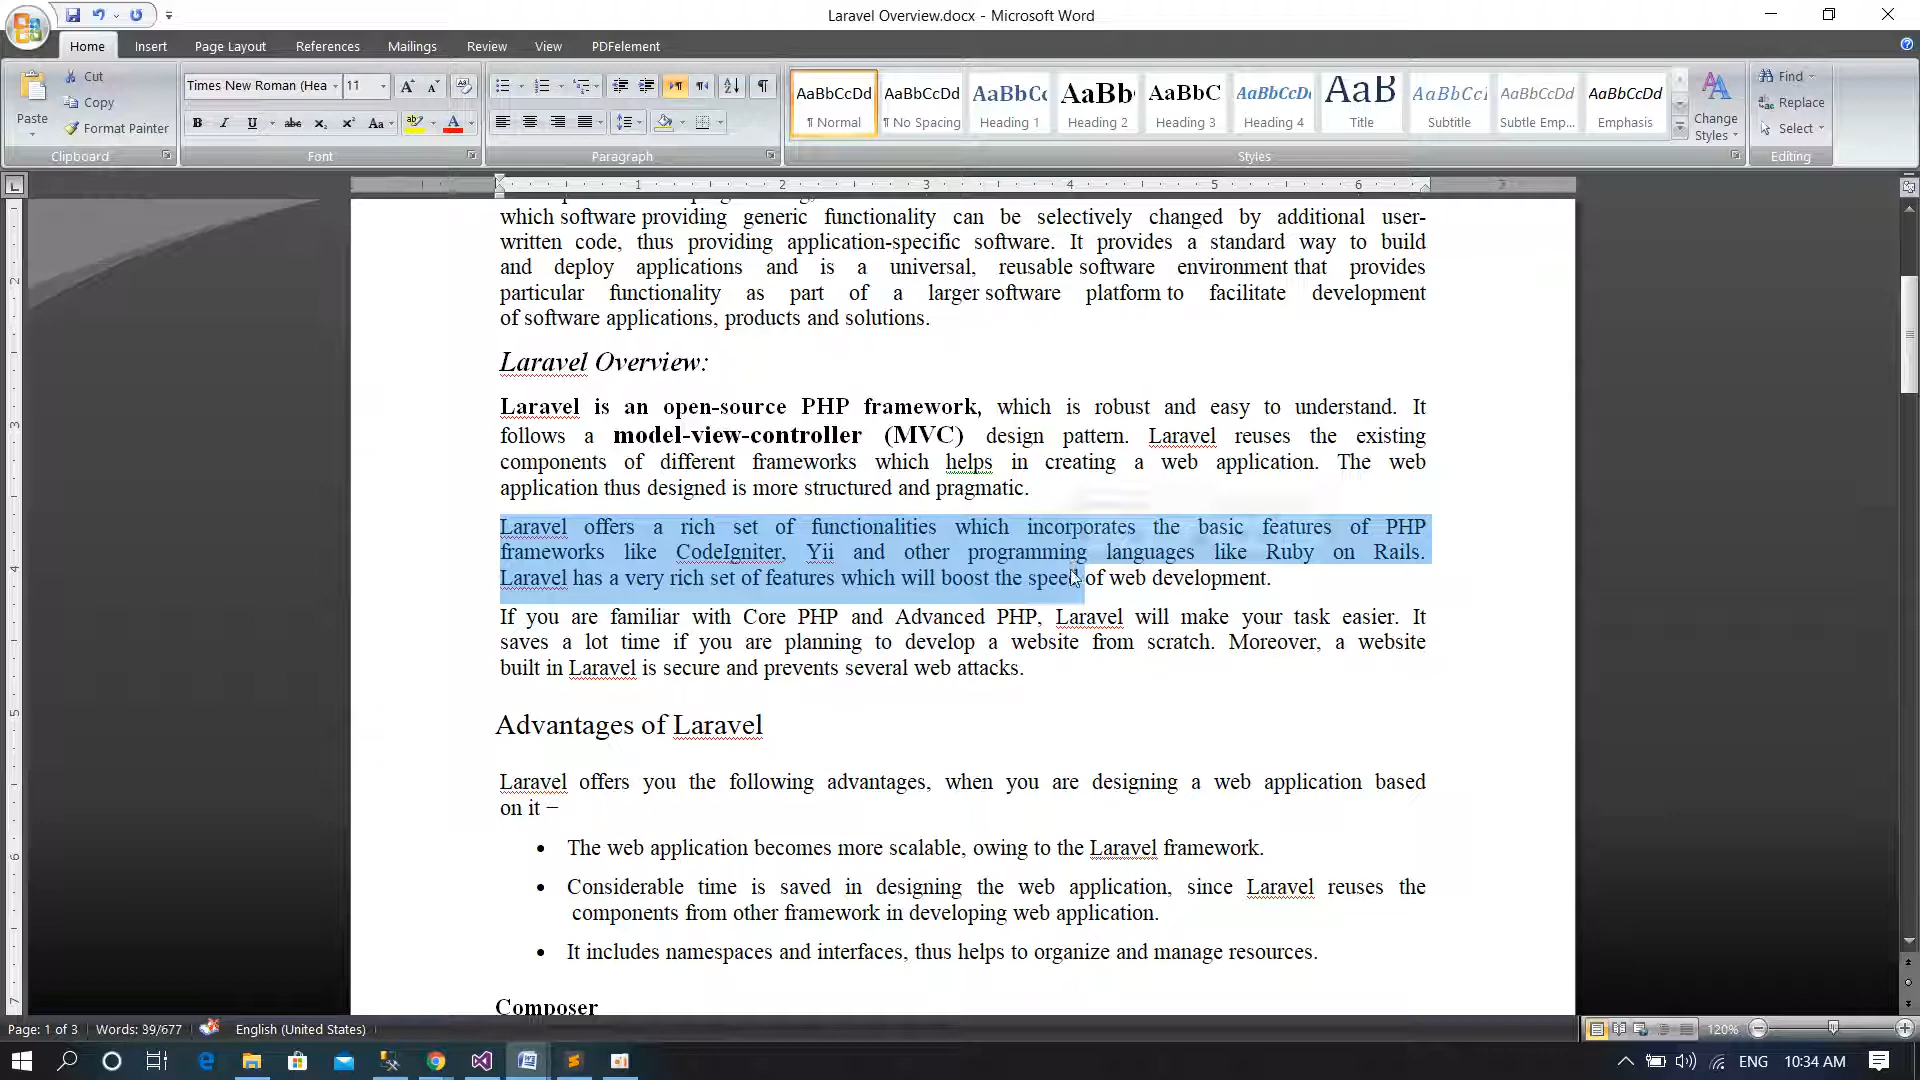 Laravel Overview.docx - Microsoft Word
Home Insert Page Layout References Mailings Review View PDFelement
Paste
Cut
Copy
Format Painter
Clipboard
Times New Roman (Hea 11
Font
Paragraph
AaBbCcDd AaBbCcDd AaBbCc AaBb AaBbC AaBbCcDc AaB AaBbCcI AaBbCcDd AaBbCcDd
¶ Normal ¶ No Spacing Heading 1 Heading 2 Heading 3 Heading 4 Title Subtitle Subtle Emp... Emphasis
Change Styles
Styles
Find
Replace
Select
Editing
1 2 3 4 5 6
which software providing generic functionality can be selectively changed by additional user-
written code, thus providing application-specific software. It provides a standard way to build
and deploy applications and is a universal, reusable software environment that provides
particular functionality as part of a larger software platform to facilitate development
of software applications, products and solutions.
Laravel Overview:
Laravel is an open-source PHP framework, which is robust and easy to understand. It
follows a model-view-controller (MVC) design pattern. Laravel reuses the existing
components of different frameworks which helps in creating a web application. The web
application thus designed is more structured and pragmatic.
Laravel offers a rich set of functionalities which incorporates the basic features of PHP
frameworks like CodeIgniter, Yii and other programming languages like Ruby on Rails.
Laravel has a very rich set of features which will boost the speed of web development.
If you are familiar with Core PHP and Advanced PHP, Laravel will make your task easier. It
saves a lot time if you are planning to develop a website from scratch. Moreover, a website
built in Laravel is secure and prevents several web attacks.
Advantages of Laravel
Laravel offers you the following advantages, when you are designing a web application based
on it −
• The web application becomes more scalable, owing to the Laravel framework.
• Considerable time is saved in designing the web application, since Laravel reuses the
components from other framework in developing web application.
• It includes namespaces and interfaces, thus helps to organize and manage resources.
Composer
Page: 1 of 3 Words: 39/677 English (United States) 120%
ENG 10:34 AM